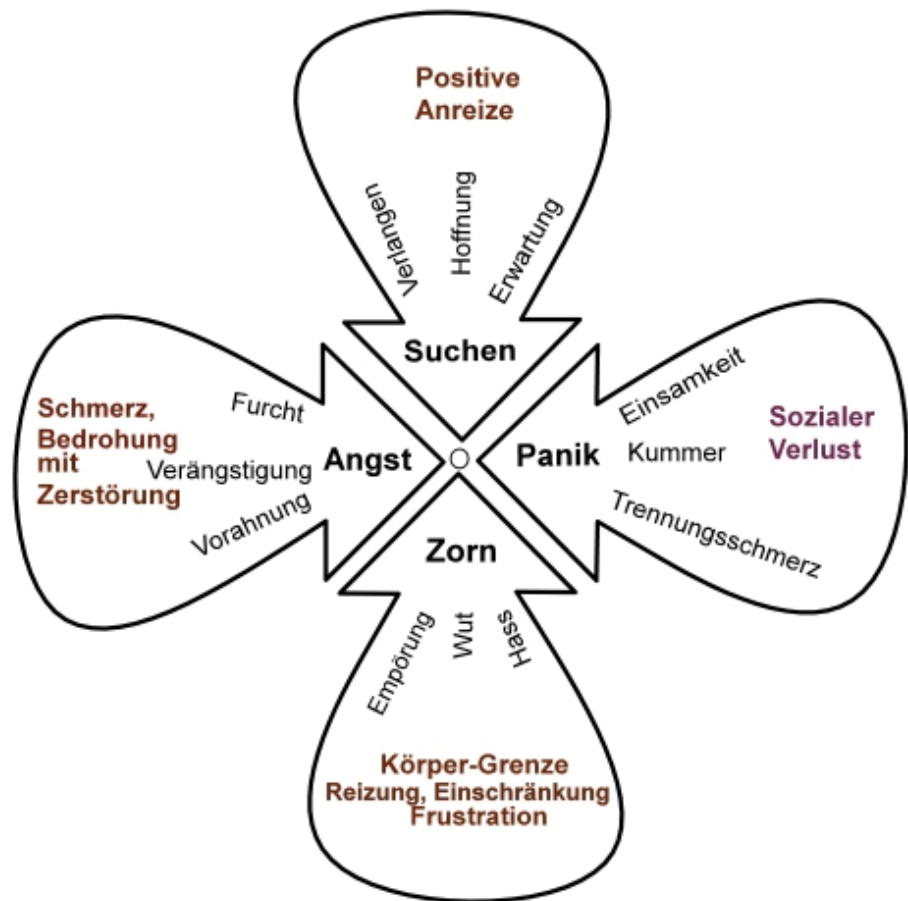 Positive
Anreize
Verlangen
Hoffnung
Erwartung
Suchen
Schmerz,
Bedrohung
mit
Zerstörung
Furcht
Verängstigung
Vorahnung
Angst
Panik
Einsamkeit
Kummer
Trennungsschmerz
Sozialer
Verlust
Zorn
Empörung
Wut
Hass
Körper-Grenze
Reizung, Einschränkung
Frustration